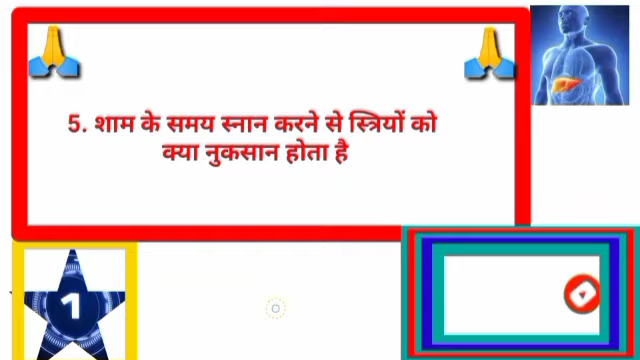 5. शाम के समय स्नान करने से स्त्रियों को
क्या नुकसान होता है
1